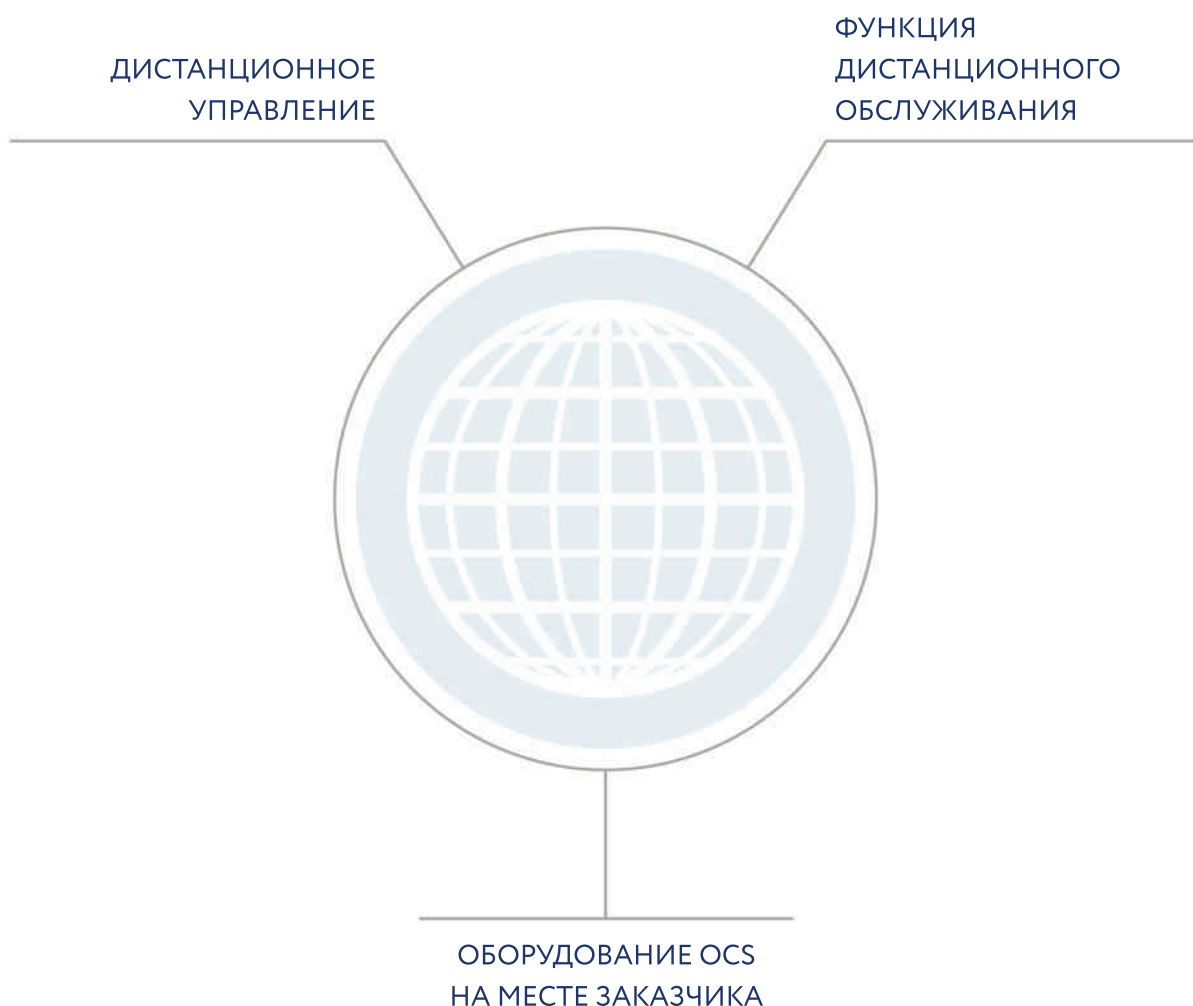 ДИСТАНЦИОННОЕ
УПРАВЛЕНИЕ
ФУНКЦИЯ
ДИСТАНЦИОННОГО
ОБСЛУЖИВАНИЯ
ОБОРУДОВАНИЕ OCS
НА МЕСТЕ ЗАКАЗЧИКА